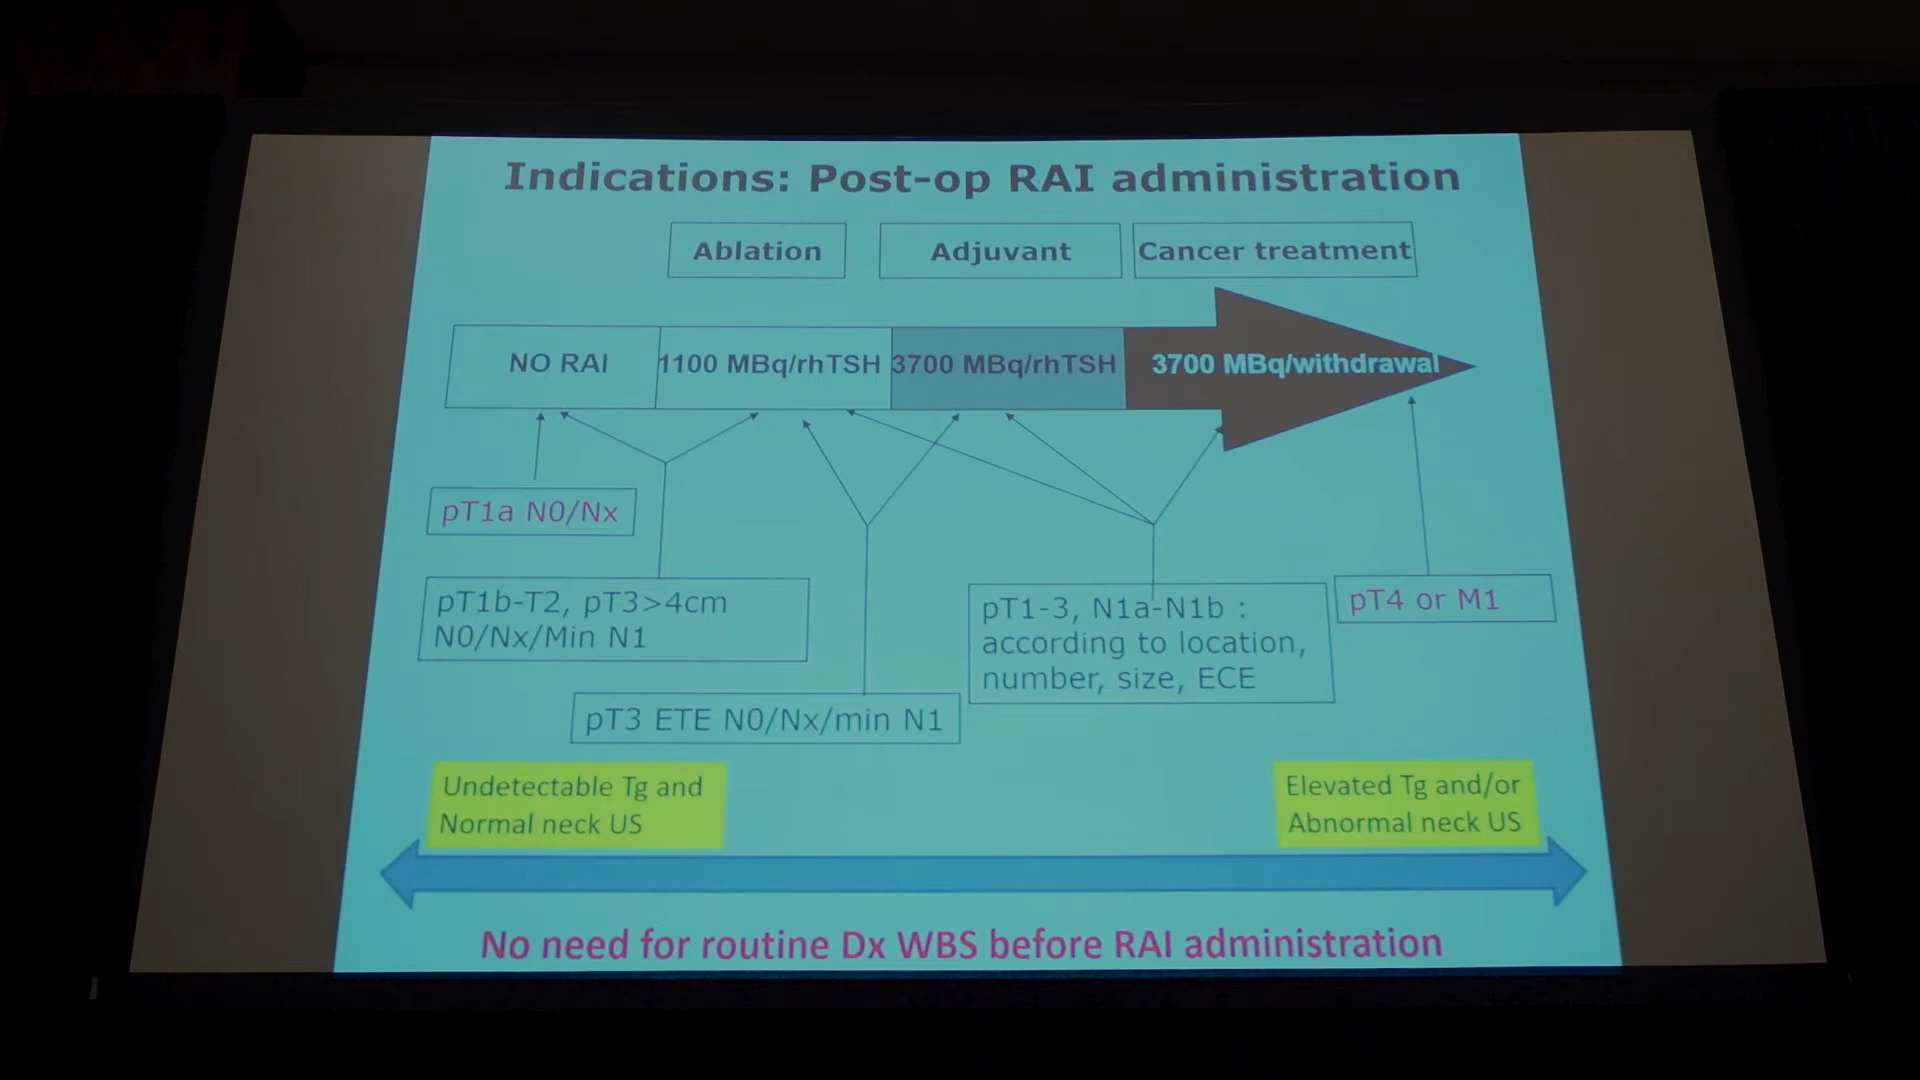 Indications: Post-op RAI administration
Ablation
Adjuvant
Cancer treatment
NO RAI
1100 MBq/rhTSH
3700 MBq/rhTSH
3700 MBq/withdrawal
pT1a N0/Nx
pT1b-T2, pT3>4cm
N0/Nx/Min N1
pT3 ETE N0/Nx/min N1
pT1-3, N1a-N1b :
according to location,
number, size, ECE
pT4 or M1
Undetectable Tg and
Normal neck US
Elevated Tg and/or
Abnormal neck US
No need for routine Dx WBS before RAI administration